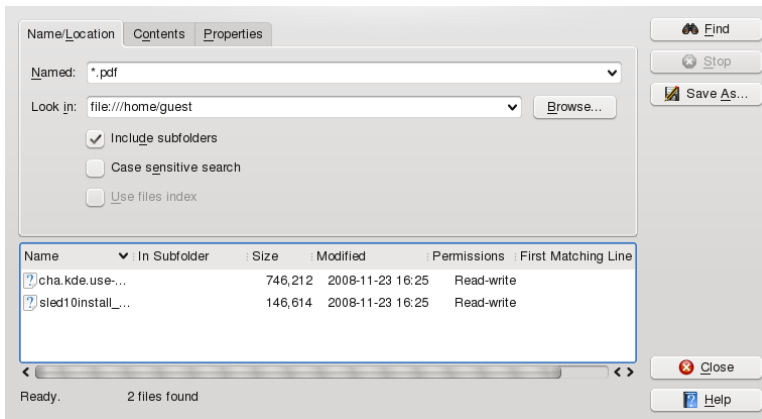 Name/Location Contents Properties
Named: *.pdf
Look in: file:///home/guest Browse...
Include subfolders
Case sensitive search
Use files index
Find
Stop
Save As...
Name In Subfolder Size Modified Permissions First Matching Line
cha.kde.use-... 746,212 2008-11-23 16:25 Read-write
sled10install_... 146,614 2008-11-23 16:25 Read-write
Ready. 2 files found
Close
Help